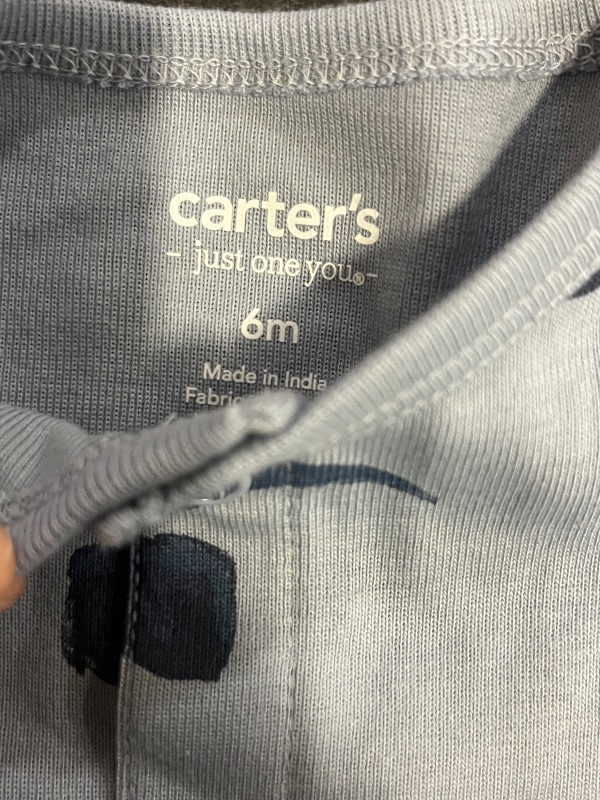 carter's
- just one you®-
6m
Made in India